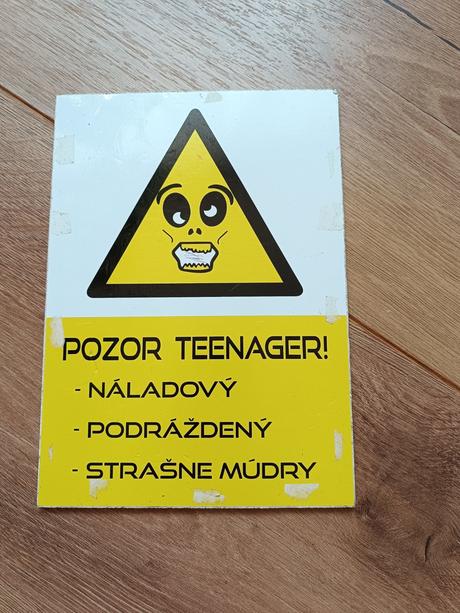 POZOR TEENAGER!
- NÁLADOVÝ
- PODRÁŽDENÝ
- STRAŠNE MÚDRY